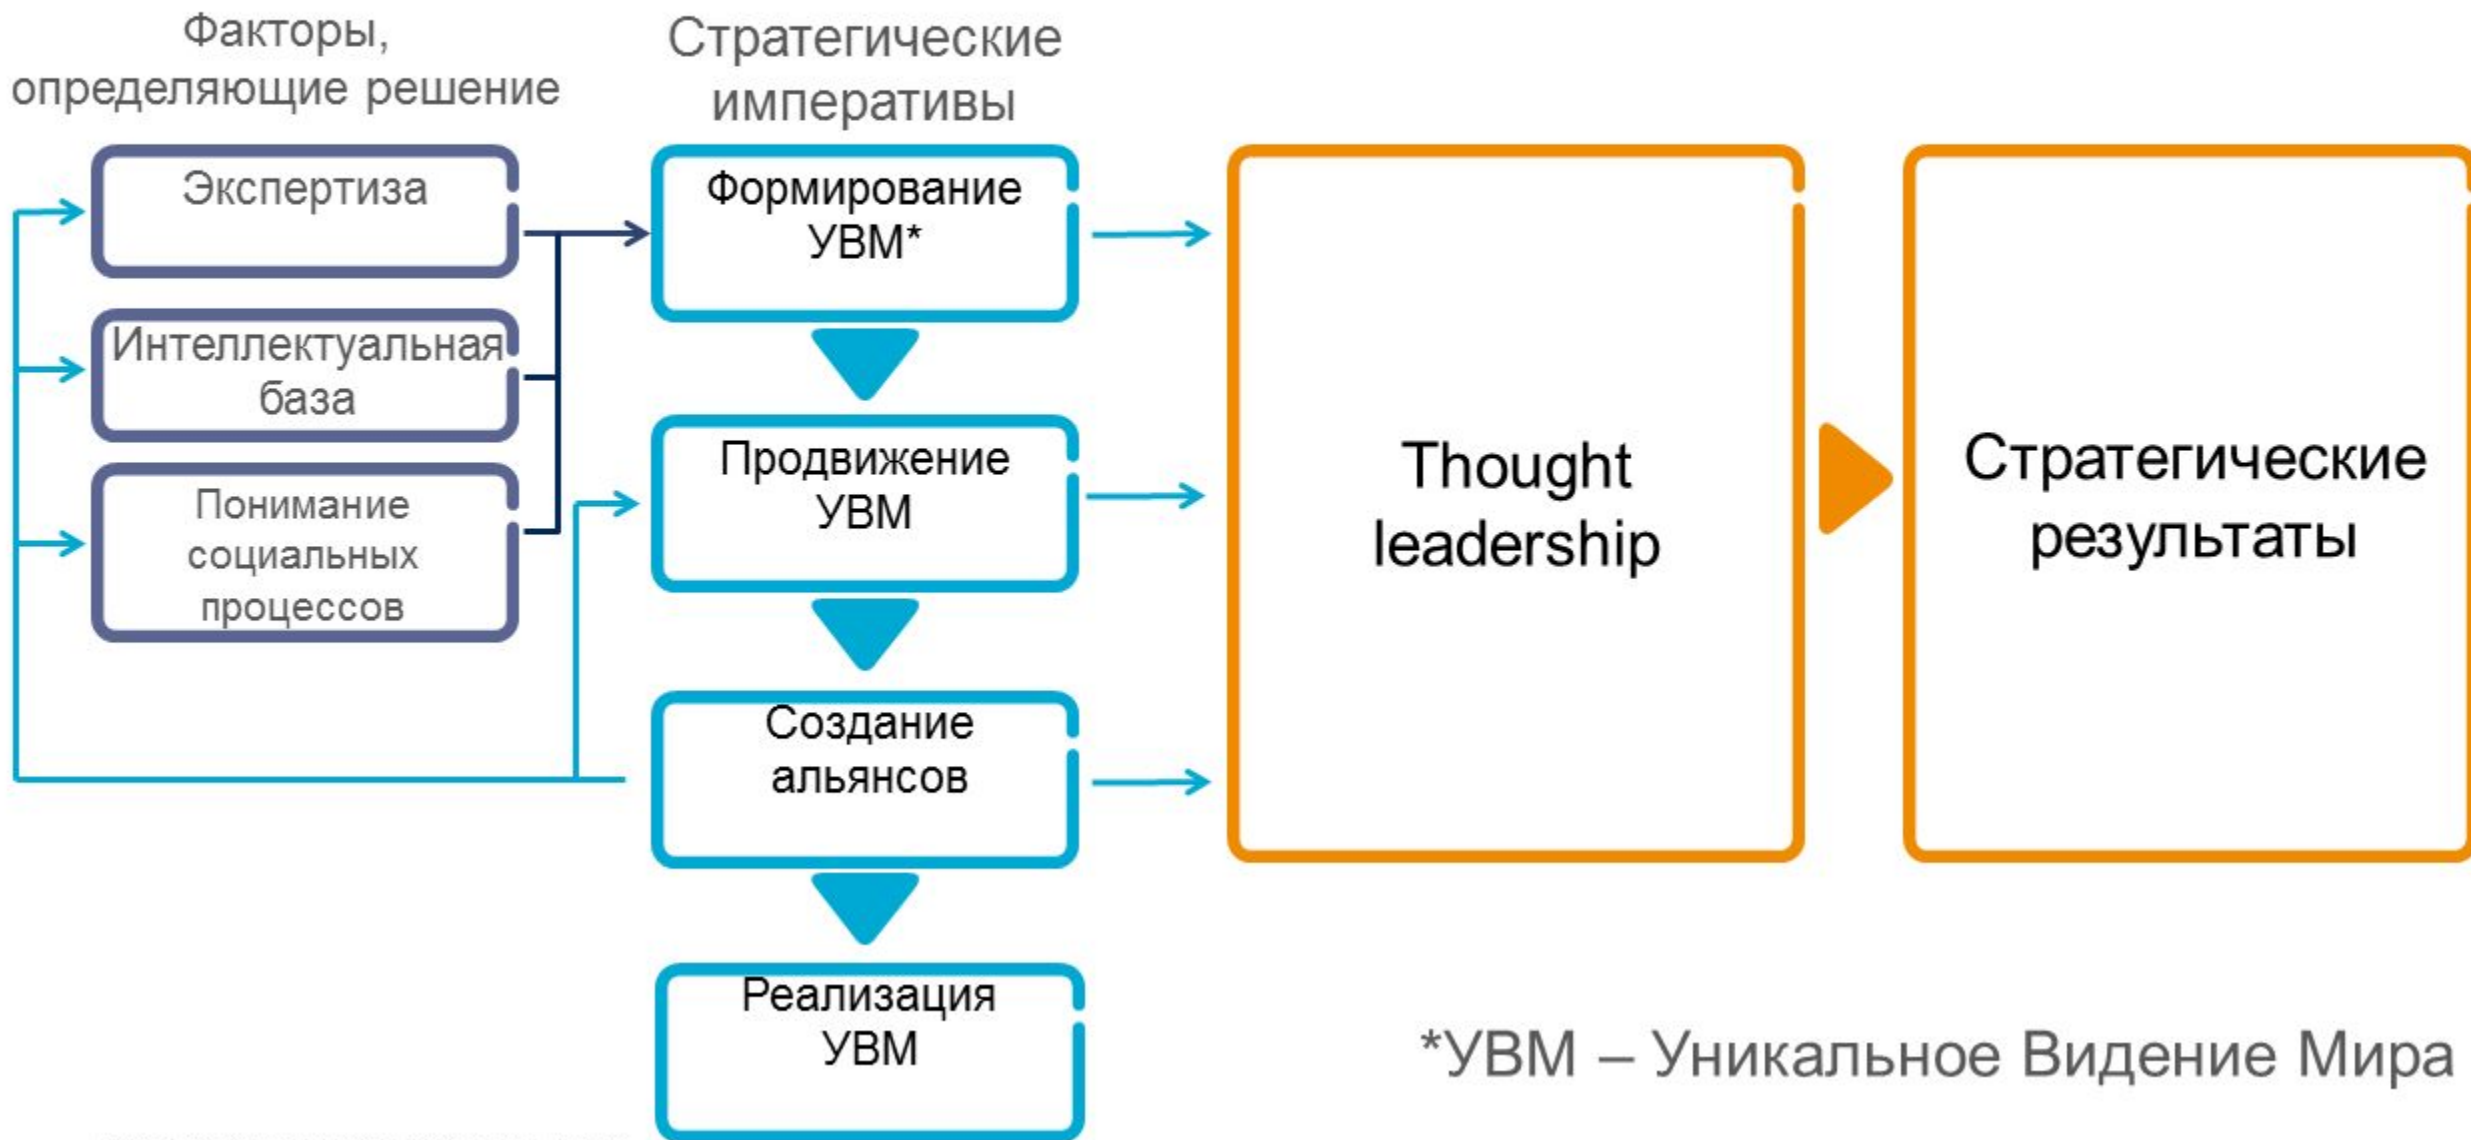 Факторы,
определяющие решение
Стратегические
императивы
Экспертиза
Интеллектуальная
база
Понимание
социальных
процессов
Формирование
УВМ*
Продвижение
УВМ
Создание
альянсов
Реализация
УВМ
Thought
leadership
Стратегические
результаты
*УВМ – Уникальное Видение Мира